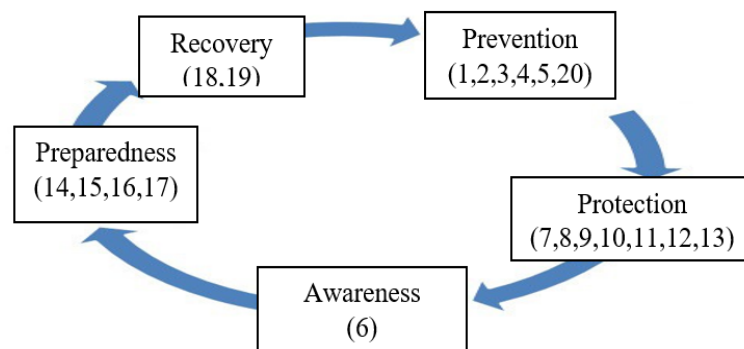 Recovery
(18,19)
Prevention
(1,2,3,4,5,20)
Preparedness
(14,15,16,17)
Protection
(7,8,9,10,11,12,13)
Awareness
(6)